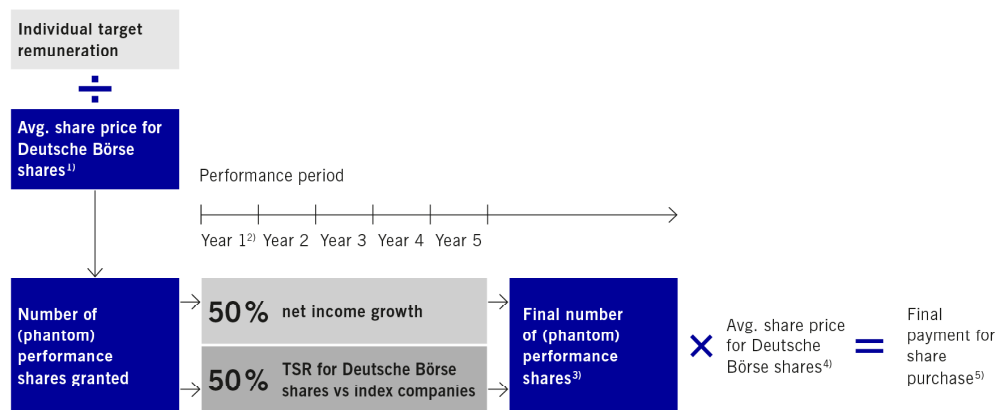 Individual target
remuneration
÷
Avg. share price for
Deutsche Börse
shares1)
Performance period
Year 12) Year 2 Year 3 Year 4 Year 5
Number of
(phantom)
performance
shares granted
50% net income growth
50% TSR for Deutsche Börse
shares vs index companies
Final number
of (phantom)
performance
shares3)
×
Avg. share price
for Deutsche
Börse shares4)
=
Final
payment for
share
purchase5)